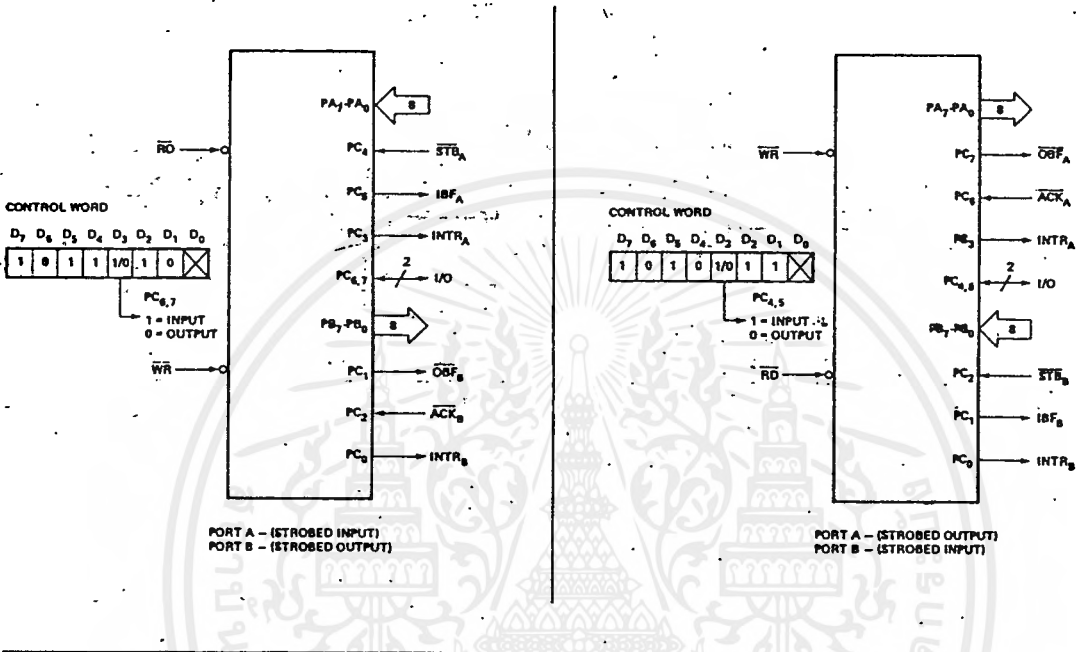 PA7-PA0
8
RD
PC4
STBA
PC5
IBFA
CONTROL WORD
PC3
INTRA
D7 D6 D5 D4 D3 D2 D1 D0
1 0 1 1 1/0 1 0 X
PC6,7
2
I/O
PC6,7
1 = INPUT
0 = OUTPUT
PB7-PB0
8
WR
PC1
OBFB
PC2
ACKB
PC0
INTRB
PORT A – (STROBED INPUT)
PORT B – (STROBED OUTPUT)
PA7-PA0
8
WR
PC7
OBFA
PC6
ACKA
CONTROL WORD
PB3
INTRA
D7 D6 D5 D4 D3 D2 D1 D0
1 0 1 0 1/0 1 1 X
PC4,5
2
I/O
PC4,5
1 = INPUT
0 = OUTPUT
PB7-PB0
8
RD
PC2
STBB
PC1
IBFB
PC0
INTRB
PORT A – (STROBED OUTPUT)
PORT B – (STROBED INPUT)